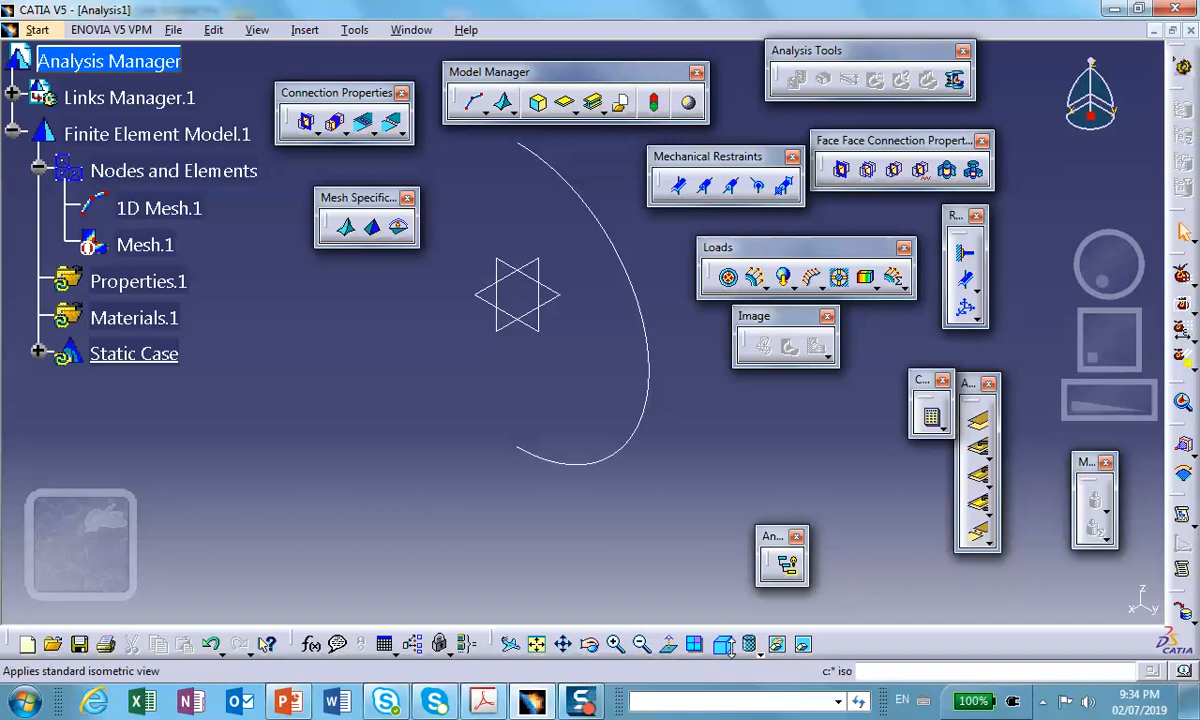 CATIA V5 - [Analysis1]
Start ENOVIA V5 VPM File Edit View Insert Tools Window Help
Analysis Manager
Links Manager.1
Finite Element Model.1
Nodes and Elements
1D Mesh.1
Mesh.1
Properties.1
Materials.1
Static Case
Connection Properties
Mesh Specific...
Model Manager
Analysis Tools
Mechanical Restraints
Face Face Connection Propert...
Loads
R...
Image
C...
A...
M...
An...
f(x)
CATIA
Applies standard isometric view
c:* iso
EN
100%
9:34 PM
02/07/2019